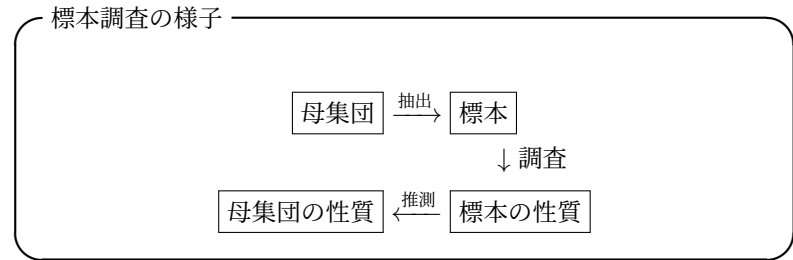 標本調査の様子
母集団 抽出 標本
↓ 調査
母集団の性質 推測 標本の性質